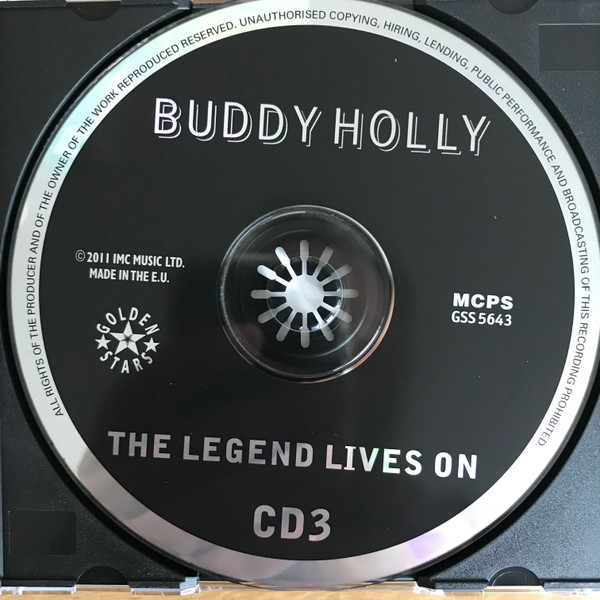 ALL RIGHTS OF THE PRODUCER AND OF THE OWNER OF THE WORK REPRODUCED RESERVED. UNAUTHORISED COPYING, HIRING, LENDING, PUBLIC PERFORMANCE AND BROADCASTING OF THIS RECORDING PROHIBITED.
BUDDY HOLLY
© 2011 IMC MUSIC LTD.
MADE IN THE E.U.
GOLDEN
STARS
MCPS
GSS 5643
THE LEGEND LIVES ON
CD3